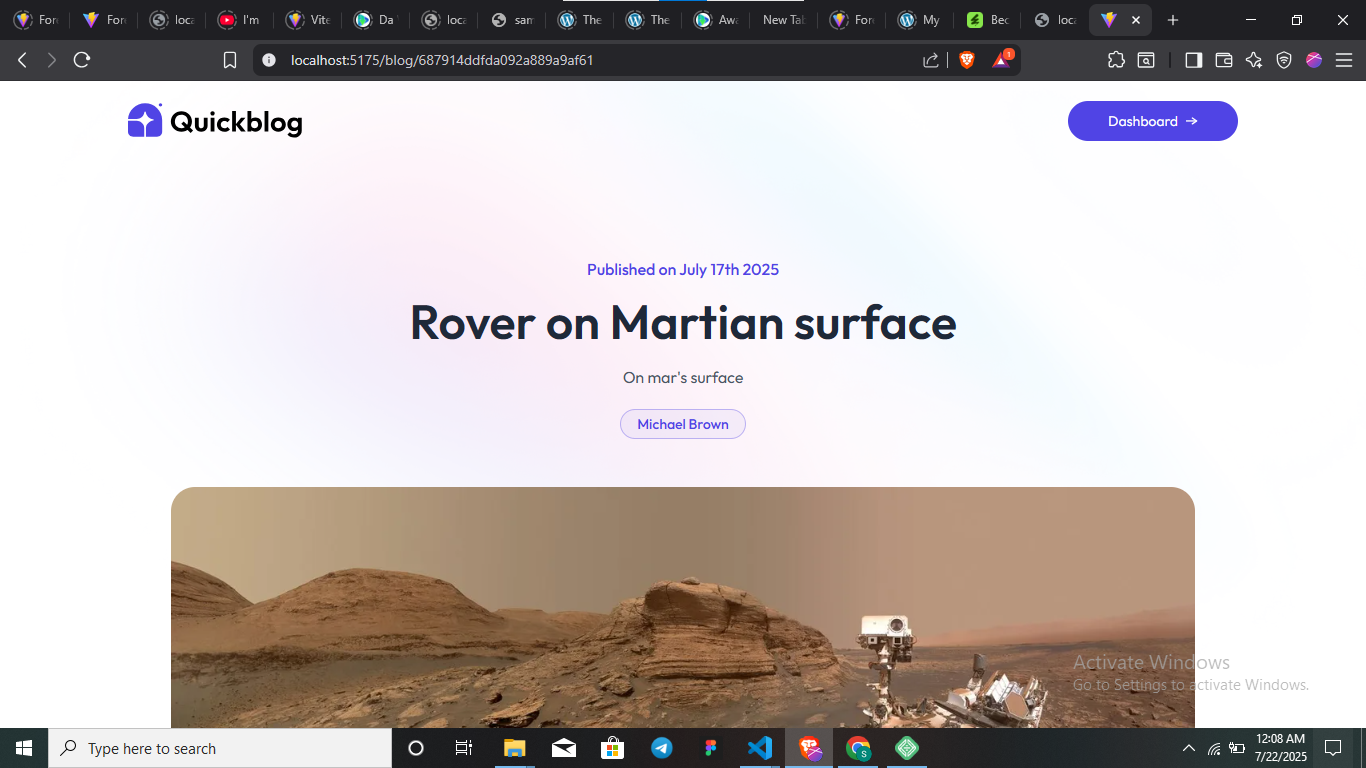 For
For
loca
I'm
Vite
Da
loca
sam
The
The
Awa
New Tab
For
My
Bec
loca
localhost:5175/blog/687914ddfda092a889a9af61
1
Quickblog
Dashboard →
Published on July 17th 2025
Rover on Martian surface
On mar's surface
Michael Brown
Activate Windows
Go to Settings to activate Windows.
Type here to search
S
12:08 AM
7/22/2025